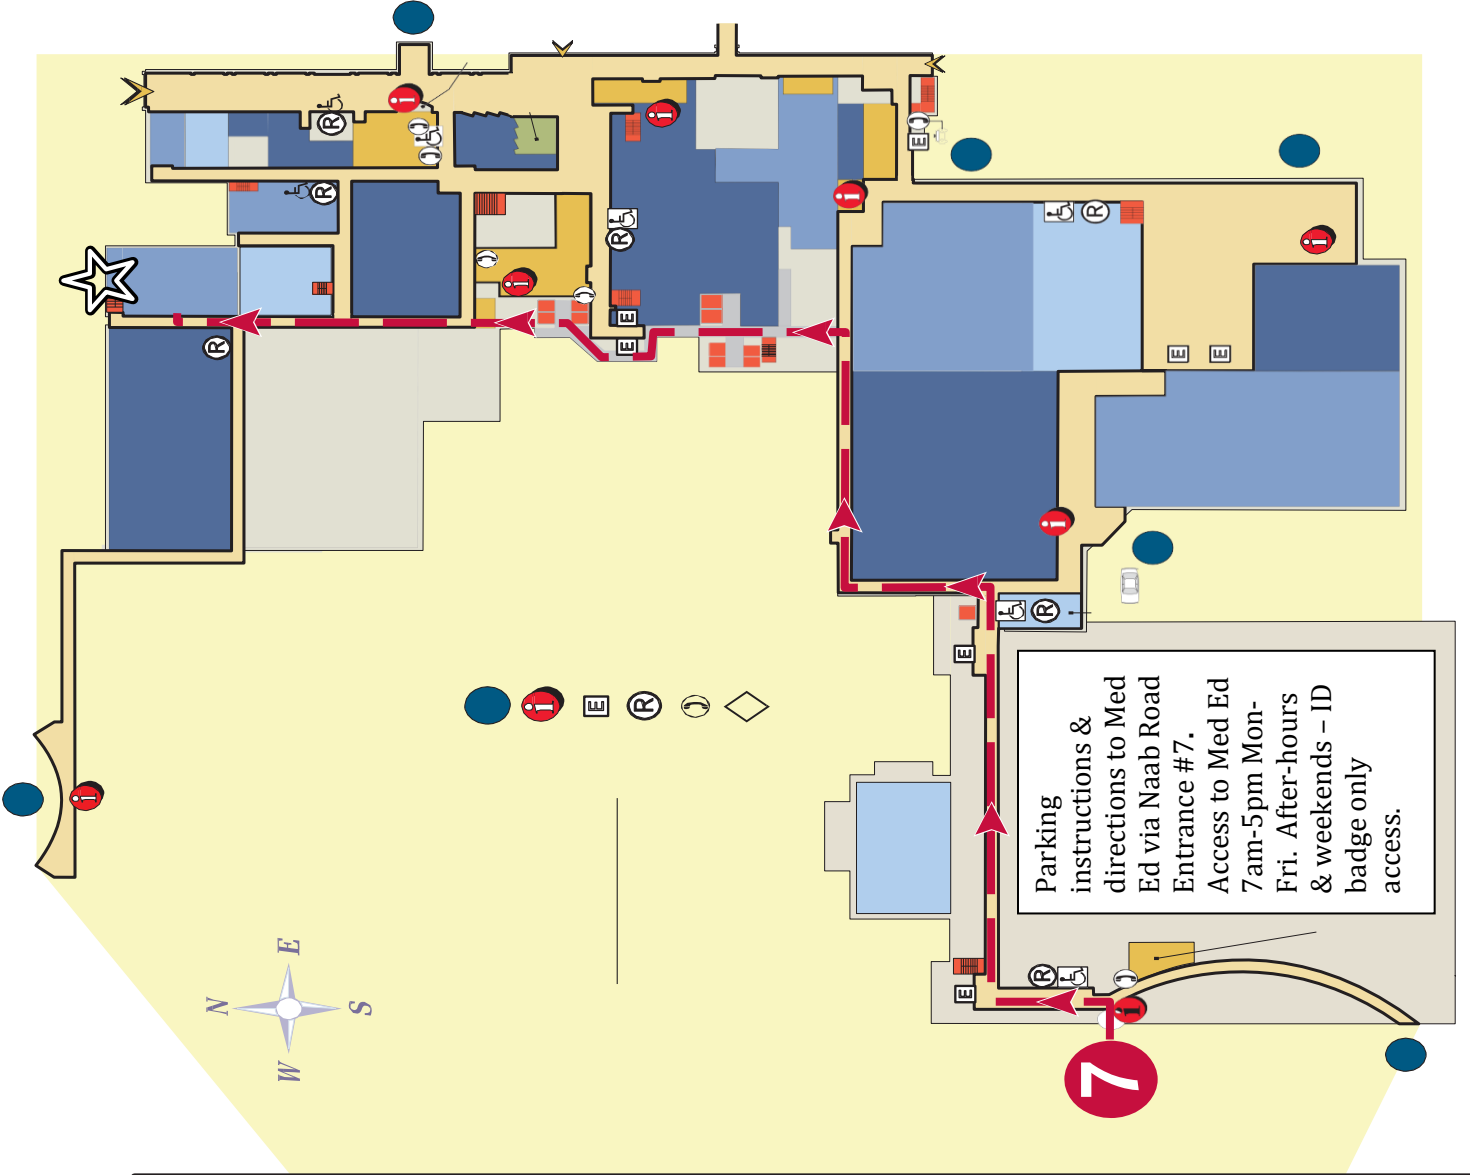 Parking
instructions &
directions to Med
Ed via Naab Road
Entrance #7.
Access to Med Ed
7am-5pm Mon-
Fri. After-hours
& weekends – ID
badge only
access.
7
N
E
S
W
i
i
i
i
i
i
i
i
i
i
R
R
R
R
R
R
R
R
E
E
E
E
E
E
E
E